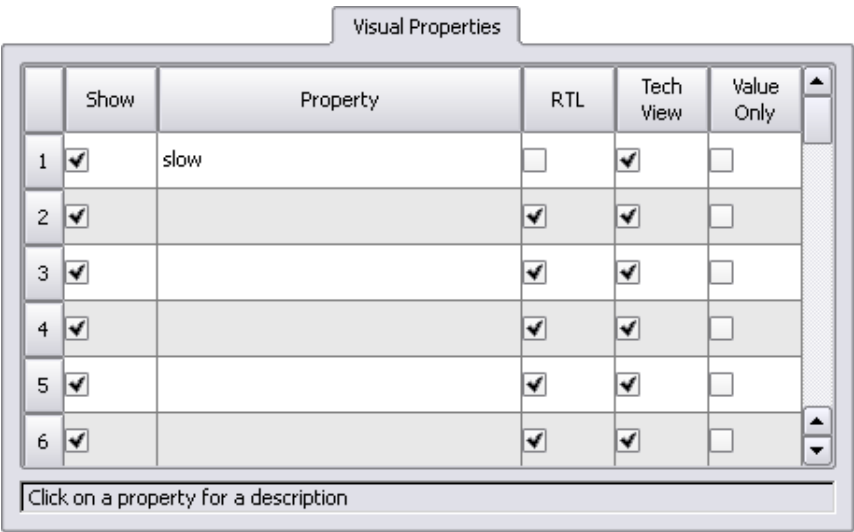 Visual Properties
Show Property RTL Tech View Value Only
1 slow
2
3
4
5
6
Click on a property for a description